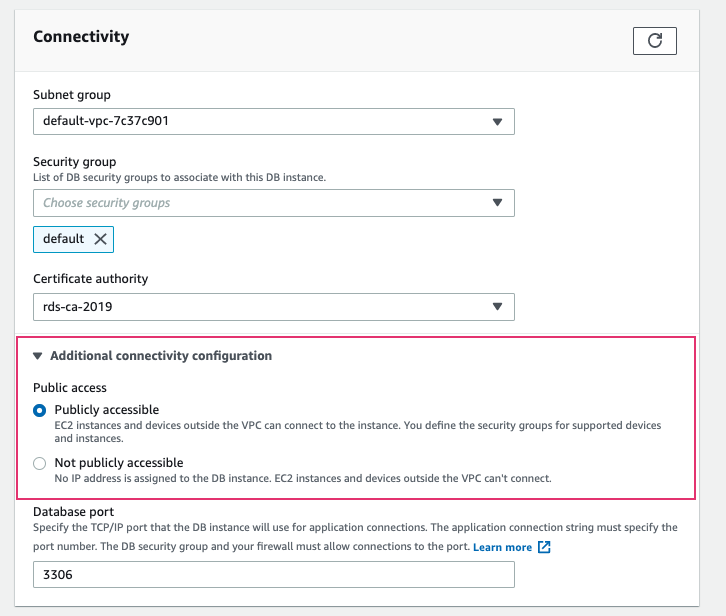 Connectivity
Subnet group
default-vpc-7c37c901
Security group
List of DB security groups to associate with this DB instance.
Choose security groups
default
Certificate authority
rds-ca-2019
Additional connectivity configuration
Public access
Publicly accessible
EC2 instances and devices outside the VPC can connect to the instance. You define the security groups for supported devices
and instances.
Not publicly accessible
No IP address is assigned to the DB instance. EC2 instances and devices outside the VPC can't connect.
Database port
Specify the TCP/IP port that the DB instance will use for application connections. The application connection string must specify the
port number. The DB security group and your firewall must allow connections to the port. Learn more
3306